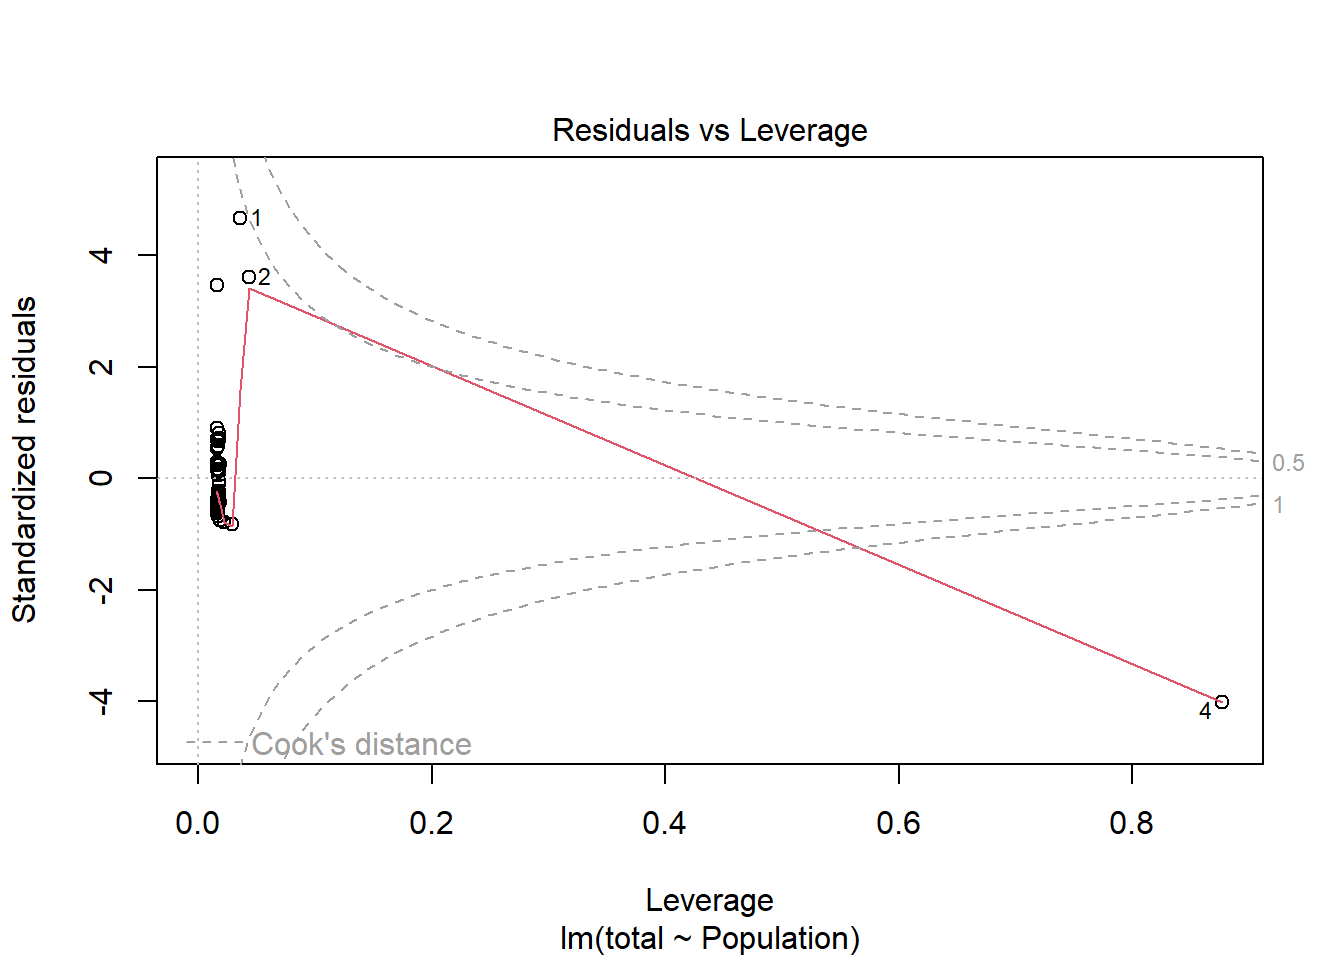 Residuals vs Leverage
Standardized residuals
4
2
0
-2
-4
1
2
4
0.5
1
Cook's distance
0.0 0.2 0.4 0.6 0.8
Leverage
lm(total ~ Population)